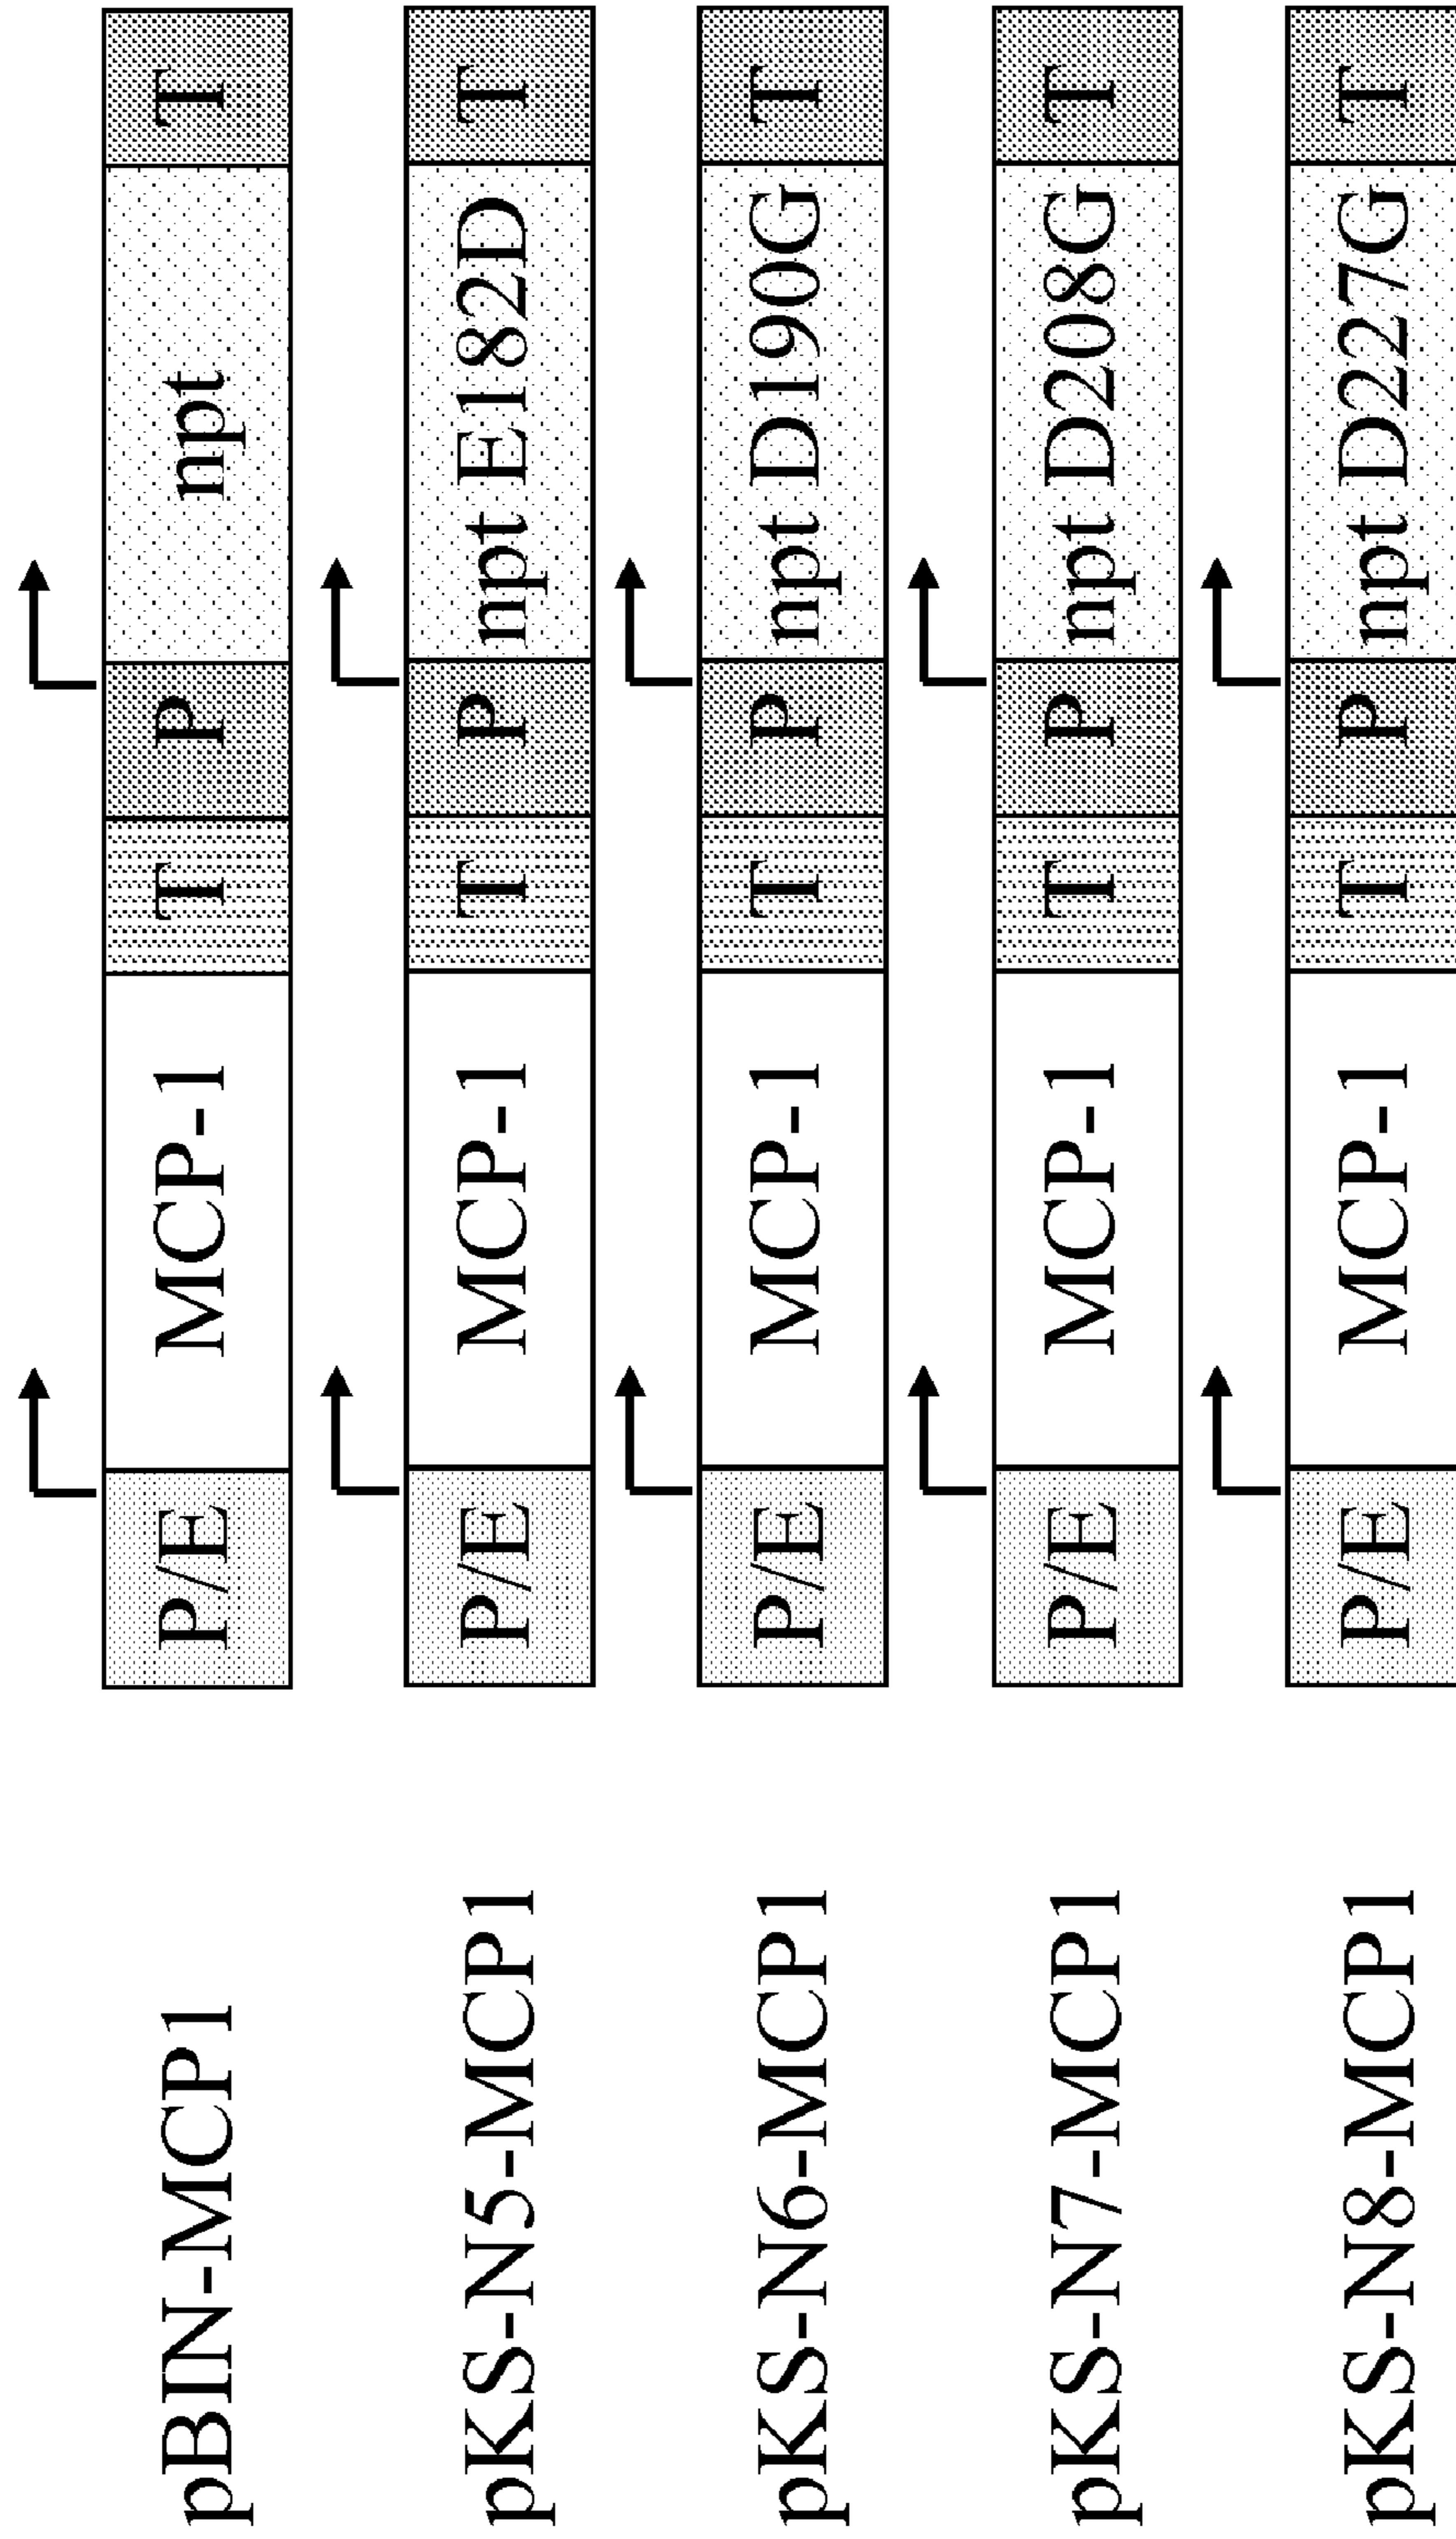 pBIN-MCP1 P/E MCP-1 T P npt T
pKS-N5-MCP1 P/E MCP-1 T P npt E182D T
pKS-N6-MCP1 P/E MCP-1 T P npt D190G T
pKS-N7-MCP1 P/E MCP-1 T P npt D208G T
pKS-N8-MCP1 P/E MCP-1 T P npt D227G T